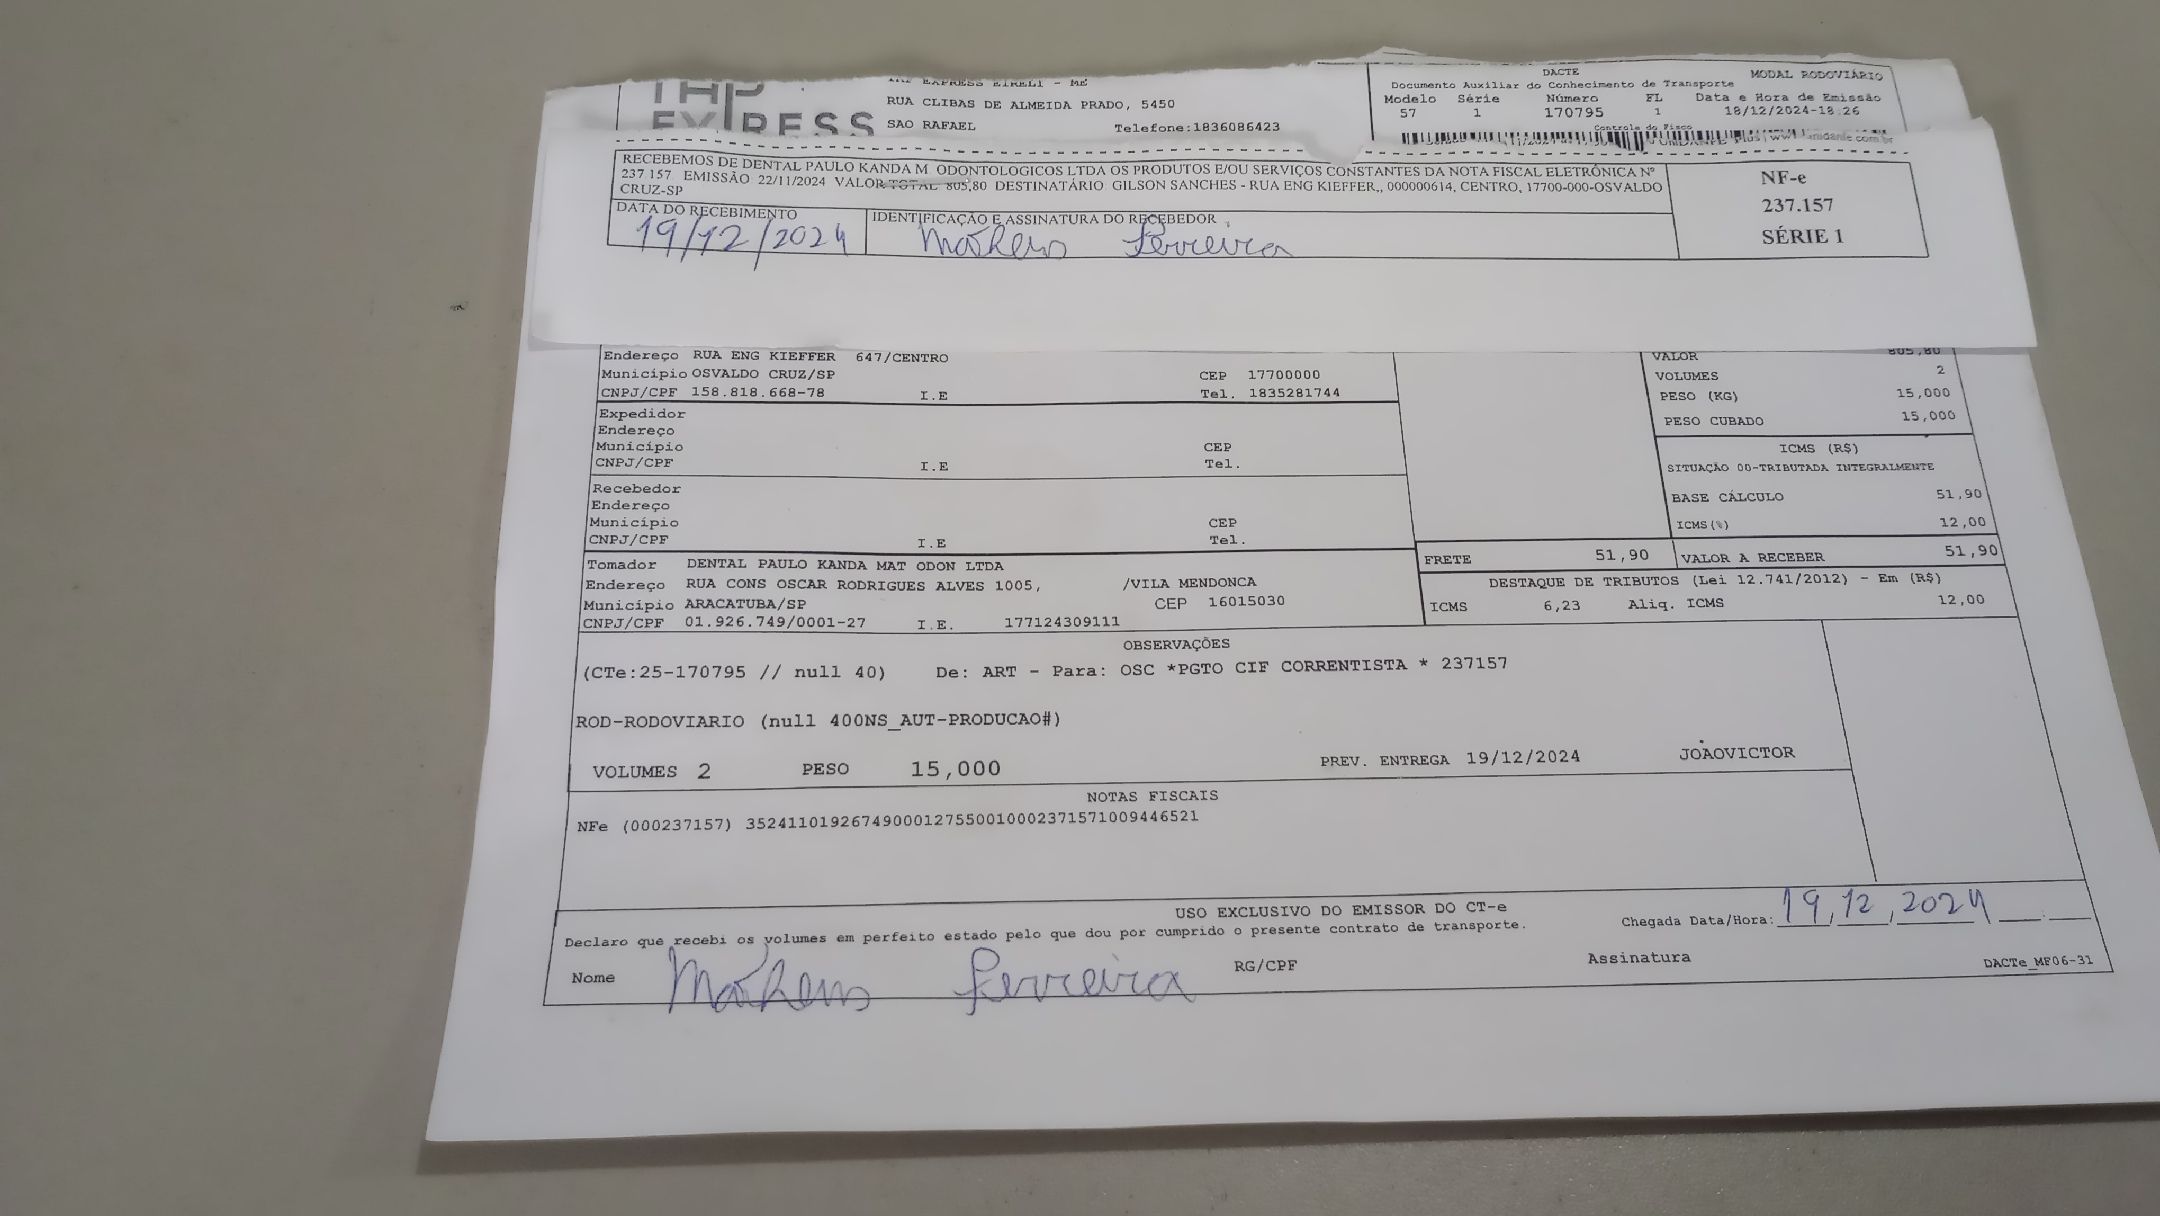 EXPRESS EIRELI - ME
RUA CLIBAS DE ALMEIDA PRADO, 5450
SAO RAFAEL Telefone:1836086423
EXPRESS
DACTE MODAL RODOVIÁRIO
Documento Auxiliar do Conhecimento de Transporte
Modelo Série Número FL Data e Hora de Emissão
57 1 170795 1 18/12/2024-18:26
Controle do Fisco
RECEBEMOS DE DENTAL PAULO KANDA M. ODONTOLOGICOS LTDA OS PRODUTOS E/OU SERVIÇOS CONSTANTES DA NOTA FISCAL ELETRÔNICA Nº
237.157 EMISSÃO 22/11/2024 VALOR TOTAL 805,80 DESTINATÁRIO: GILSON SANCHES - RUA ENG KIEFFER,, 000000614, CENTRO, 17700-000-OSVALDO
CRUZ-SP
DATA DO RECEBIMENTO IDENTIFICAÇÃO E ASSINATURA DO RECEBEDOR
19/12/2024 Matheus Ferreira
NF-e
237.157
SÉRIE 1
Endereço RUA ENG KIEFFER 647/CENTRO
Município OSVALDO CRUZ/SP CEP 17700000
CNPJ/CPF 158.818.668-78 I.E Tel. 1835281744
VALOR 805,80
VOLUMES 2
PESO (KG) 15,000
PESO CUBADO 15,000
Expedidor
Endereço
Município CEP
CNPJ/CPF I.E Tel.
ICMS (R$)
SITUAÇÃO 00-TRIBUTADA INTEGRALMENTE
BASE CÁLCULO 51,90
ICMS(%) 12,00
Recebedor
Endereço
Município CEP
CNPJ/CPF I.E Tel.
FRETE 51,90 VALOR A RECEBER 51,90
Tomador DENTAL PAULO KANDA MAT ODON LTDA
Endereço RUA CONS OSCAR RODRIGUES ALVES 1005, /VILA MENDONCA
Município ARACATUBA/SP CEP 16015030
CNPJ/CPF 01.926.749/0001-27 I.E. 177124309111
DESTAQUE DE TRIBUTOS (Lei 12.741/2012) - Em (R$)
ICMS 6,23 Aliq. ICMS 12,00
OBSERVAÇÕES
(CTe:25-170795 // null 40) De: ART - Para: OSC *PGTO CIF CORRENTISTA * 237157
ROD-RODOVIARIO (null 400NS_AUT-PRODUCAO#)
VOLUMES 2 PESO 15,000 PREV. ENTREGA 19/12/2024 JOAOVICTOR
NOTAS FISCAIS
NFe (000237157) 35241101926749000127550010002371571009446521
USO EXCLUSIVO DO EMISSOR DO CT-e
Chegada Data/Hora: 19,12,2024 ___:___
Declaro que recebi os volumes em perfeito estado pelo que dou por cumprido o presente contrato de transporte.
Nome Matheus Ferreira RG/CPF Assinatura DACTe_MF06-31